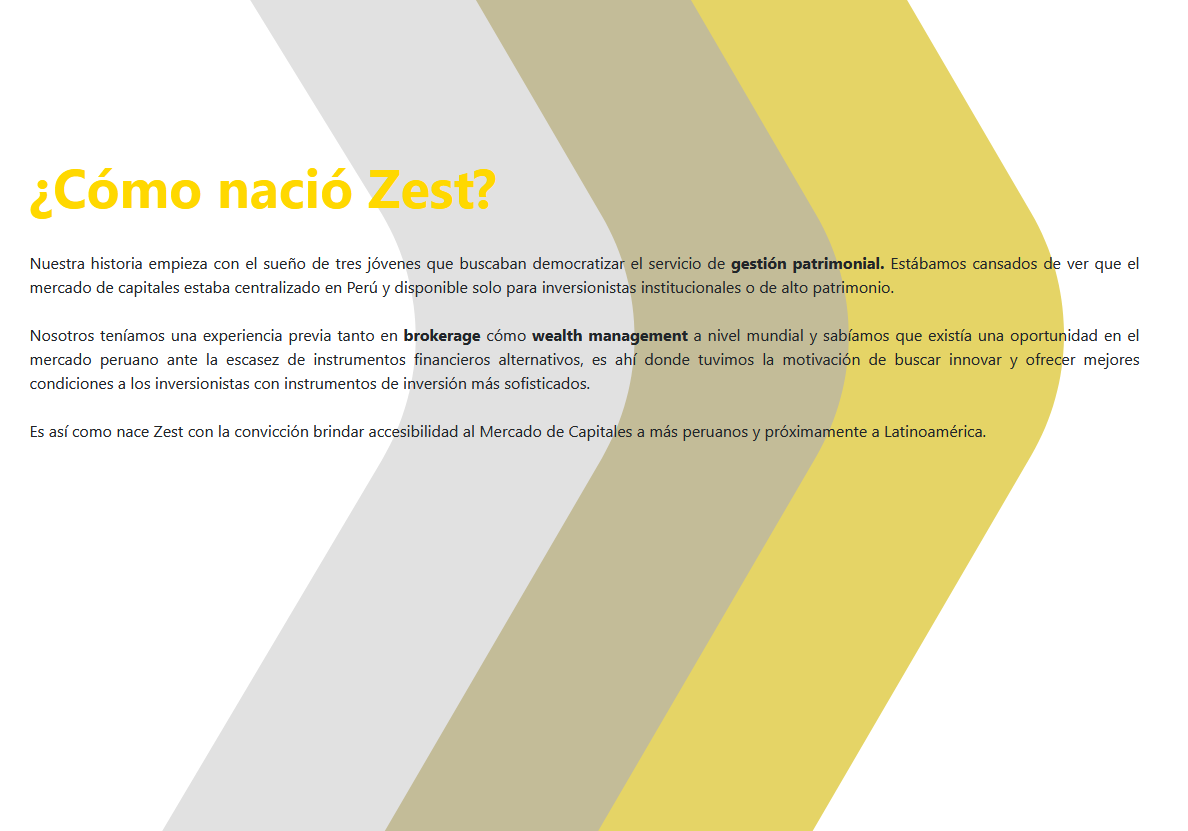 ¿Cómo nació Zest?
Nuestra historia empieza con el sueño de tres jóvenes que buscaban democratizar el servicio de gestión patrimonial. Estábamos cansados de ver que el
mercado de capitales estaba centralizado en Perú y disponible solo para inversionistas institucionales o de alto patrimonio.
Nosotros teníamos una experiencia previa tanto en brokerage cómo wealth management a nivel mundial y sabíamos que existía una oportunidad en el
mercado peruano ante la escasez de instrumentos financieros alternativos, es ahí donde tuvimos la motivación de buscar innovar y ofrecer mejores
condiciones a los inversionistas con instrumentos de inversión más sofisticados.
Es así como nace Zest con la convicción brindar accesibilidad al Mercado de Capitales a más peruanos y próximamente a Latinoamérica.